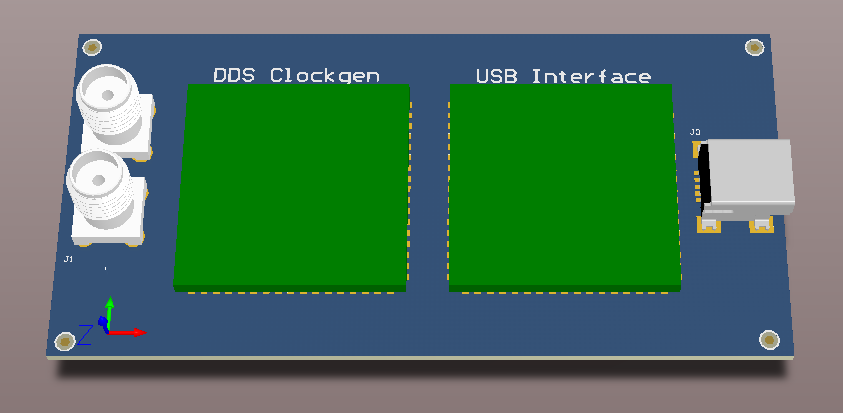 DDS Clockgen
USB Interface
J3
J1
Z